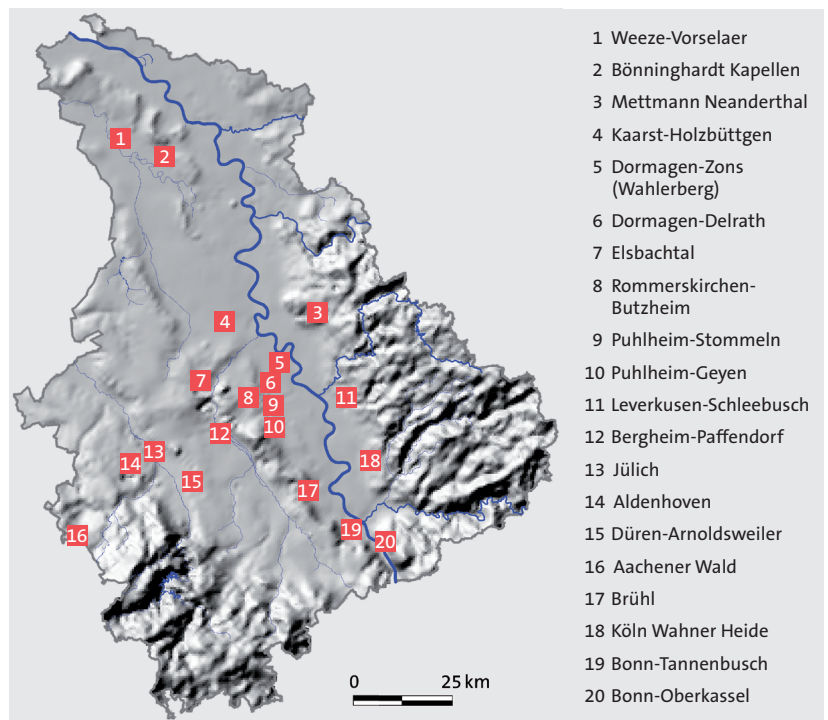 1 Weeze-Vorselaer
2 Bönninghardt Kapellen
3 Mettmann Neanderthal
4 Kaarst-Holzbüttgen
5 Dormagen-Zons
(Wahlerberg)
6 Dormagen-Delrath
7 Elsbachtal
8 Rommerskirchen-
Butzheim
9 Puhlheim-Stommeln
10 Puhlheim-Geyen
11 Leverkusen-Schleebusch
12 Bergheim-Paffendorf
13 Jülich
14 Aldenhoven
15 Düren-Arnoldsweiler
16 Aachener Wald
17 Brühl
18 Köln Wahner Heide
19 Bonn-Tannenbusch
20 Bonn-Oberkassel
1
2
3
4
5
6
7
8
9
10
11
12
13
14
15
16
17
18
19
20
0 25 km